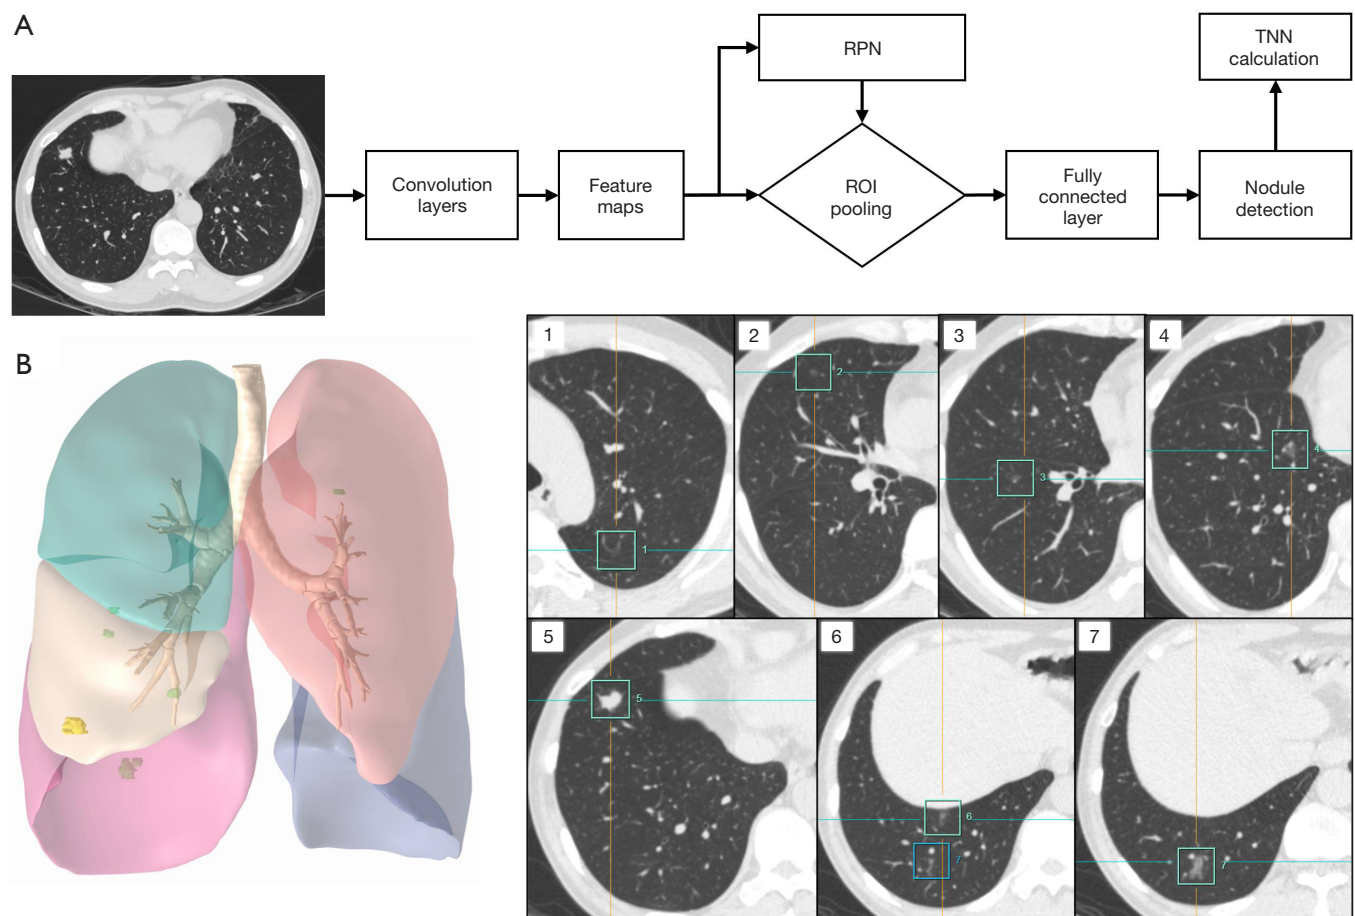 A
RPN
TNN
calculation
Convolution
layers
Feature
maps
ROI
pooling
Fully
connected
layer
Nodule
detection
B
1
2
3
4
2
3
4
1
5
6
7
5
6
7
7